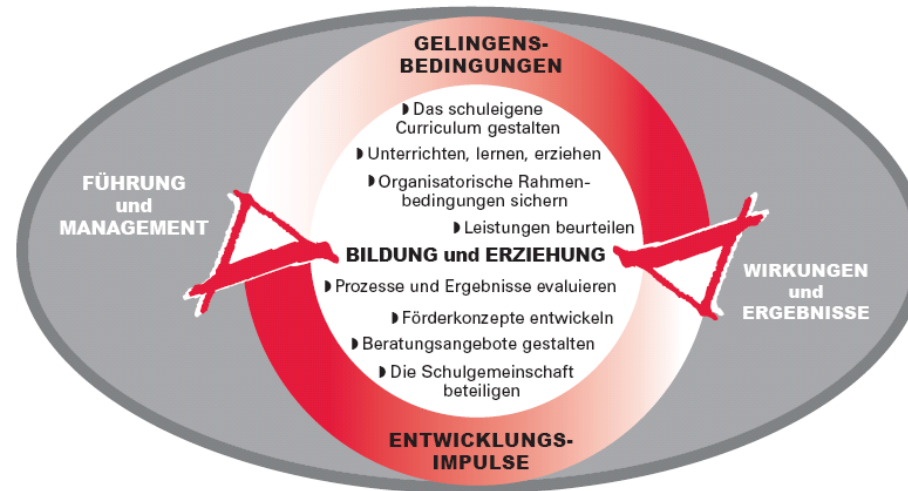 GELINGENS-
BEDINGUNGEN
◗ Das schuleigene
Curriculum gestalten
◗ Unterrichten, lernen, erziehen
◗ Organisatorische Rahmen-
bedingungen sichern
◗ Leistungen beurteilen
FÜHRUNG
und
MANAGEMENT
BILDUNG und ERZIEHUNG
WIRKUNGEN
und
ERGEBNISSE
◗ Prozesse und Ergebnisse evaluieren
◗ Förderkonzepte entwickeln
◗ Beratungsangebote gestalten
◗ Die Schulgemeinschaft
beteiligen
ENTWICKLUNGS-
IMPULSE